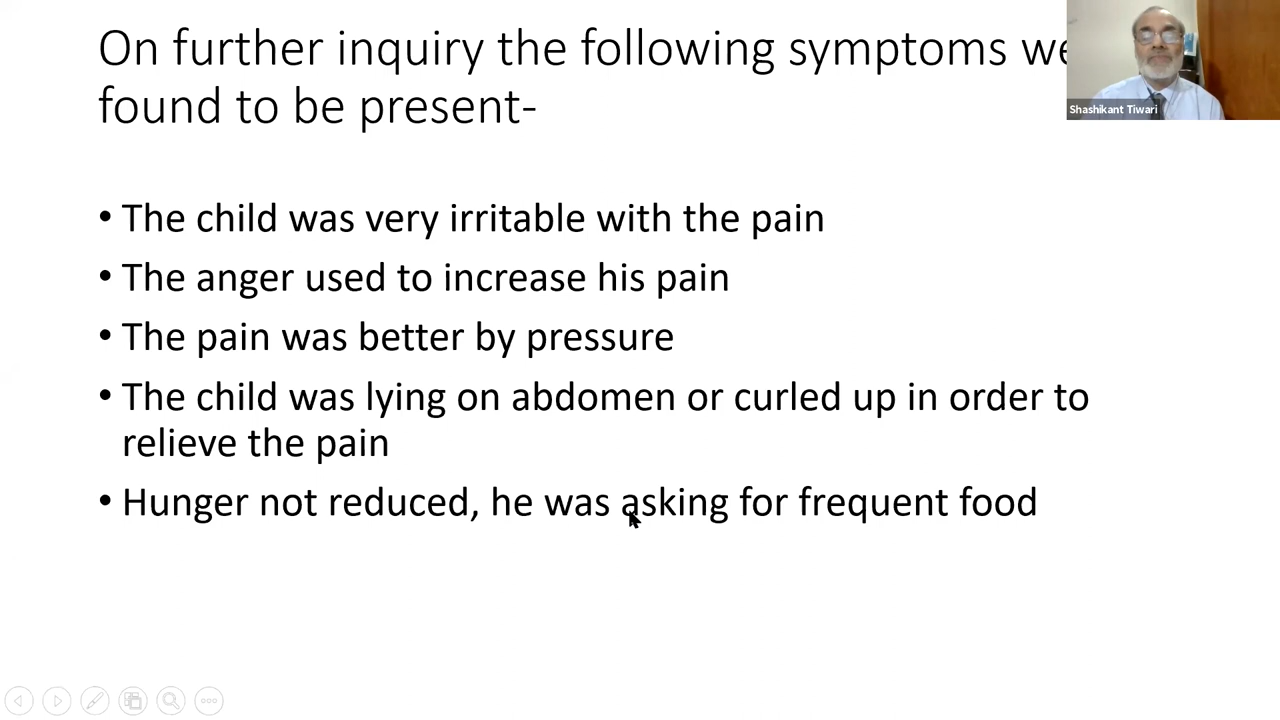 On further inquiry the following symptoms we
found to be present-
Shashikant Tiwari
• The child was very irritable with the pain
• The anger used to increase his pain
• The pain was better by pressure
• The child was lying on abdomen or curled up in order to
relieve the pain
• Hunger not reduced, he was asking for frequent food